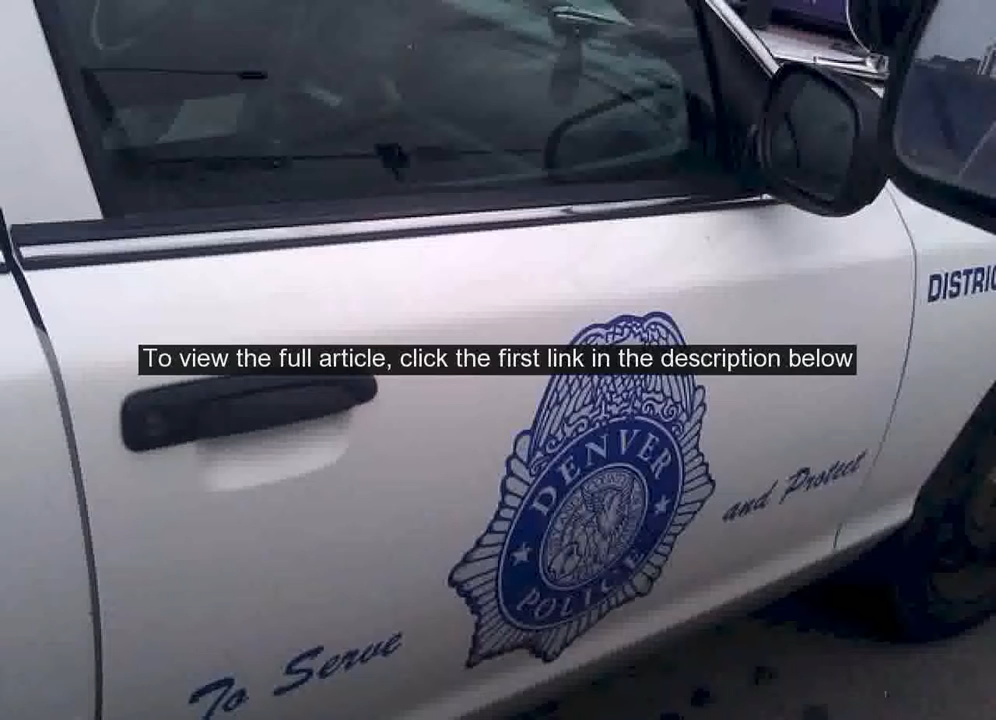 DISTRIC
To view the full article, click the first link in the description below
DENVER
POLICE
To Serve
and Protect